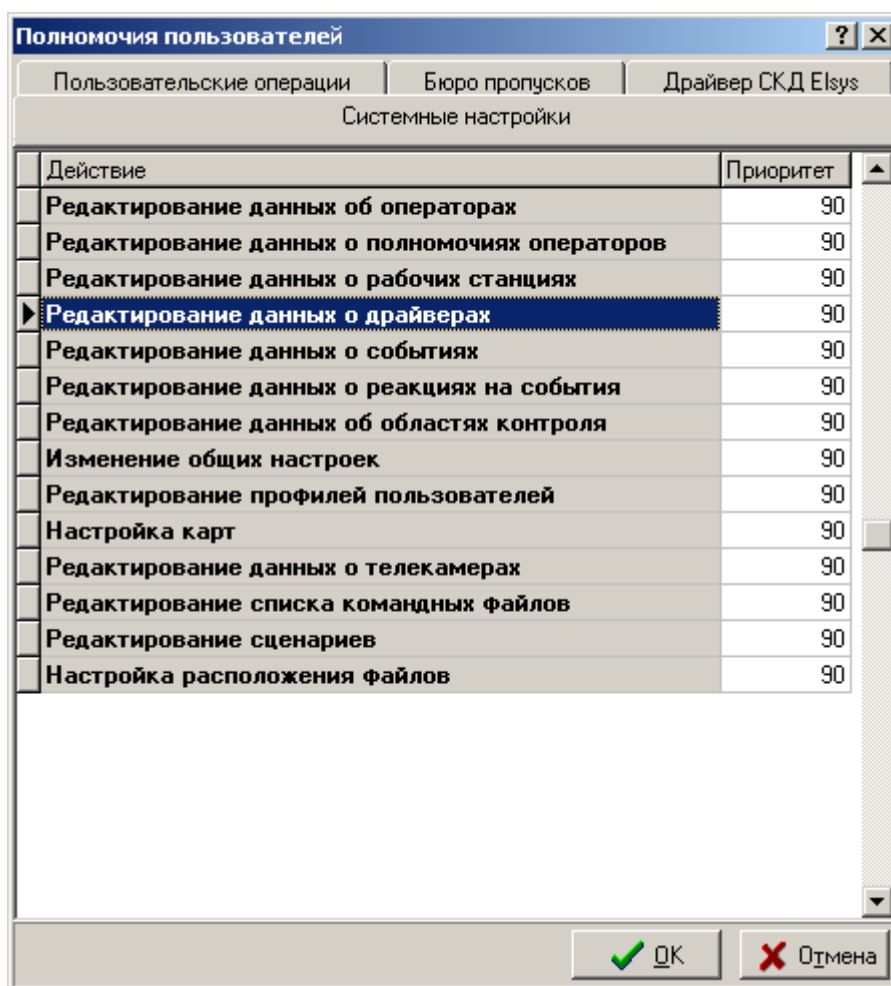 Полномочия пользователей
Пользовательские операции Бюро пропусков Драйвер СКД Elsys
Системные настройки
Действие Приоритет
Редактирование данных об операторах 90
Редактирование данных о полномочиях операторов 90
Редактирование данных о рабочих станциях 90
Редактирование данных о драйверах 90
Редактирование данных о событиях 90
Редактирование данных о реакциях на события 90
Редактирование данных об областях контроля 90
Изменение общих настроек 90
Редактирование профилей пользователей 90
Настройка карт 90
Редактирование данных о телекамерах 90
Редактирование списка командных файлов 90
Редактирование сценариев 90
Настройка расположения файлов 90
OK Отмена